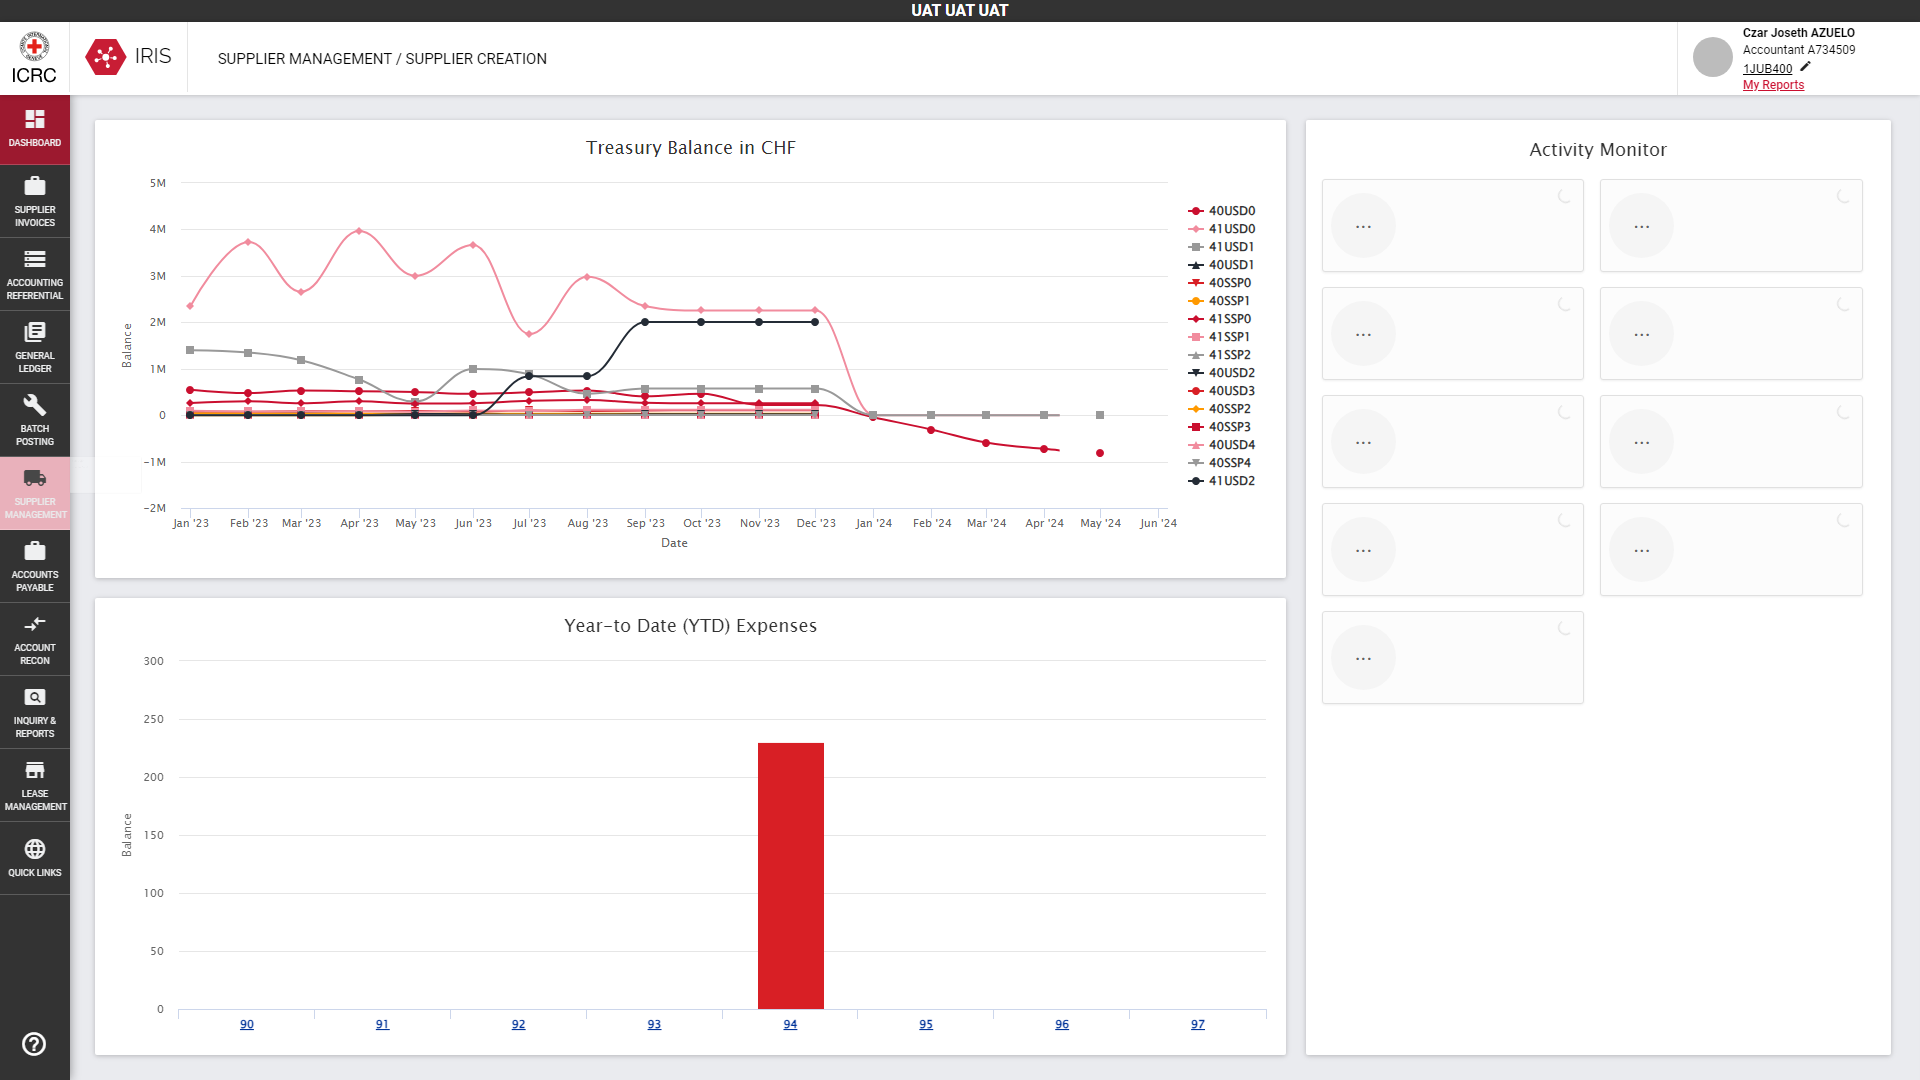 UAT UAT UAT
ICRC
IRIS
SUPPLIER MANAGEMENT / SUPPLIER CREATION
Czar Joseth AZUELO
Accountant A734509
1JUB400
My Reports
DASHBOARD
SUPPLIER
INVOICES
ACCOUNTING
REFERENTIAL
GENERAL
LEDGER
BATCH
POSTING
SUPPLIER
MANAGEMENT
ACCOUNTS
PAYABLE
ACCOUNT
RECON
INQUIRY &
REPORTS
LEASE
MANAGEMENT
QUICK LINKS
Treasury Balance in CHF
5M
4M
3M
2M
1M
0
-1M
-2M
Balance
Jan '23 Feb '23 Mar '23 Apr '23 May '23 Jun '23 Jul '23 Aug '23 Sep '23 Oct '23 Nov '23 Dec '23 Jan '24 Feb '24 Mar '24 Apr '24 May '24 Jun '24
Date
40USD0
41USD0
41USD1
40USD1
40SSP0
40SSP1
41SSP0
41SSP1
41SSP2
40USD2
40USD3
40SSP2
40SSP3
40USD4
40SSP4
41USD2
Year-to Date (YTD) Expenses
300
250
200
150
100
50
0
Balance
90 91 92 93 94 95 96 97
Activity Monitor
... ...
... ...
... ...
... ...
...